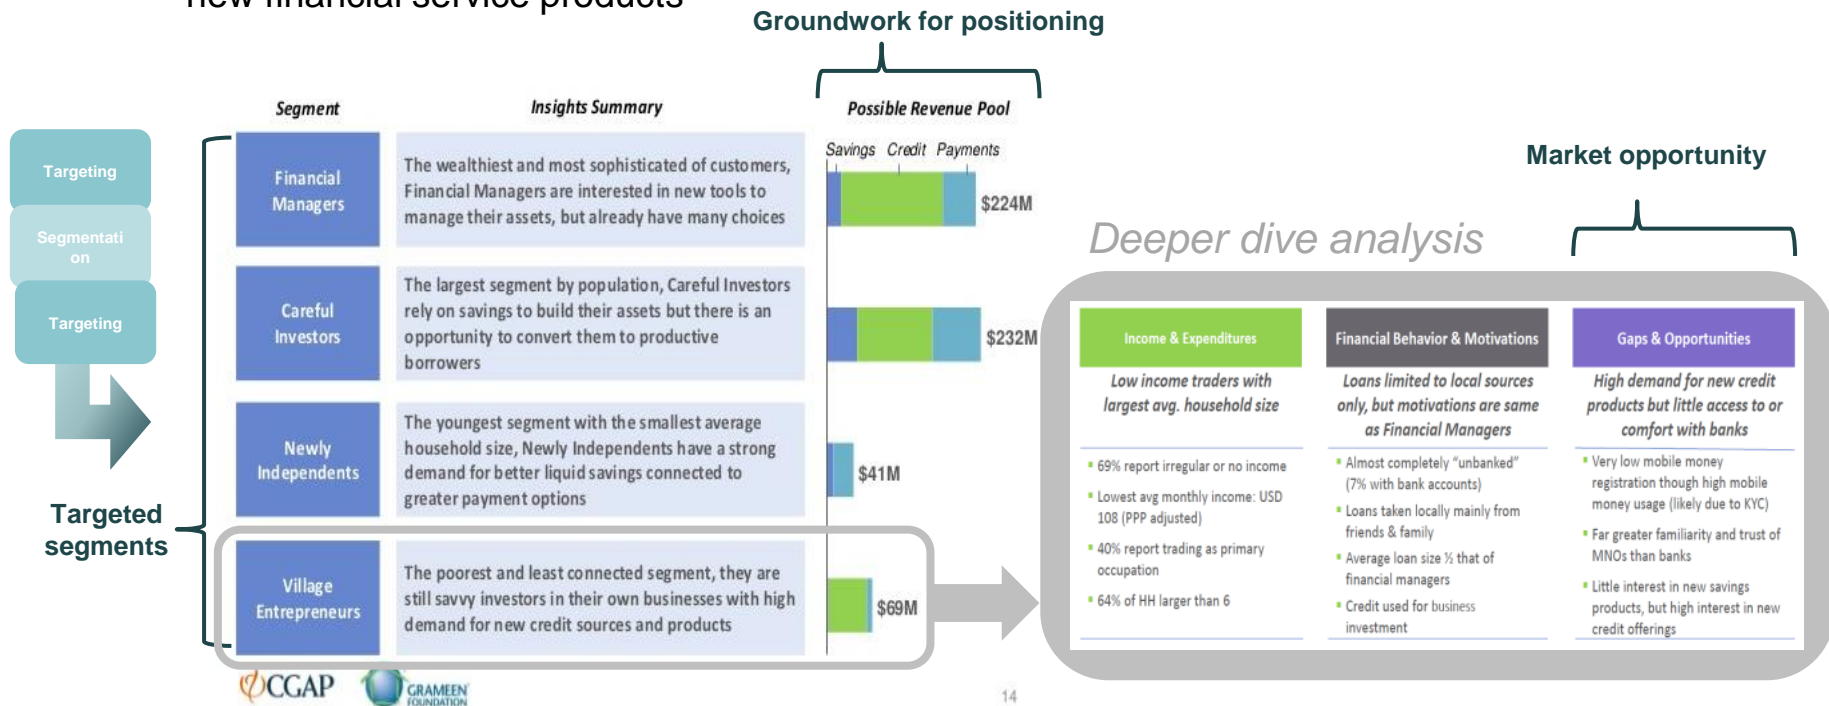 new financial service products
Groundwork for positioning
Segment
Insights Summary
Possible Revenue Pool
Targeting
Segmentati
on
Targeting
Targeted
segments
Savings Credit Payments
Financial
Managers
The wealthiest and most sophisticated of customers,
Financial Managers are interested in new tools to
manage their assets, but already have many choices
$224M
Careful
Investors
The largest segment by population, Careful Investors
rely on savings to build their assets but there is an
opportunity to convert them to productive
borrowers
$232M
Newly
Independents
The youngest segment with the smallest average
household size, Newly Independents have a strong
demand for better liquid savings connected to
greater payment options
$41M
Village
Entrepreneurs
The poorest and least connected segment, they are
still savvy investors in their own businesses with high
demand for new credit sources and products
$69M
CGAP
GRAMEEN
FOUNDATION
14
Market opportunity
Deeper dive analysis
Income & Expenditures
Low income traders with
largest avg. household size
69% report irregular or no income
Lowest avg monthly income: USD
108 (PPP adjusted)
40% report trading as primary
occupation
64% of HH larger than 6
Financial Behavior & Motivations
Loans limited to local sources
only, but motivations are same
as Financial Managers
Almost completely “unbanked”
(7% with bank accounts)
Loans taken locally mainly from
friends & family
Average loan size ½ that of
financial managers
Credit used for business
investment
Gaps & Opportunities
High demand for new credit
products but little access to or
comfort with banks
Very low mobile money
registration though high mobile
money usage (likely due to KYC)
Far greater familiarity and trust of
MNOs than banks
Little interest in new savings
products, but high interest in new
credit offerings